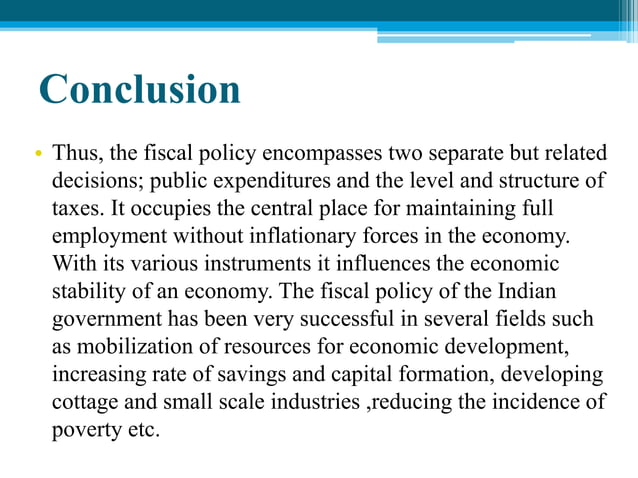 Conclusion
• Thus, the fiscal policy encompasses two separate but related
decisions; public expenditures and the level and structure of
taxes. It occupies the central place for maintaining full
employment without inflationary forces in the economy.
With its various instruments it influences the economic
stability of an economy. The fiscal policy of the Indian
government has been very successful in several fields such
as mobilization of resources for economic development,
increasing rate of savings and capital formation, developing
cottage and small scale industries ,reducing the incidence of
poverty etc.